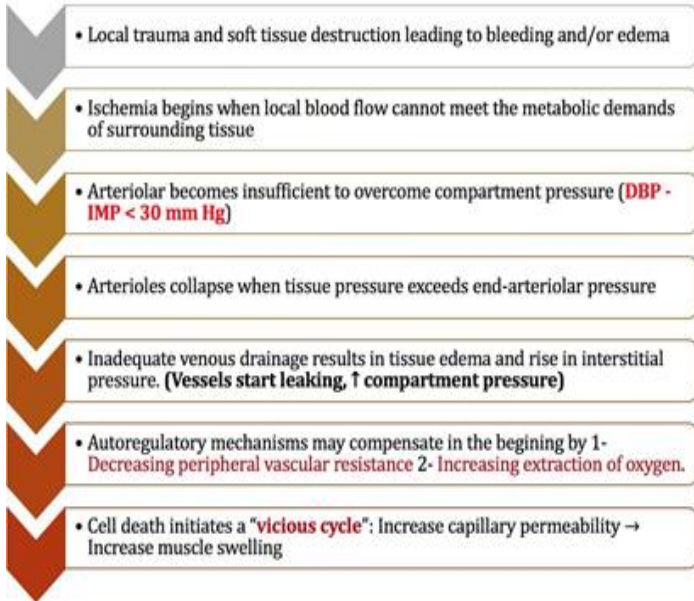 • Local trauma and soft tissue destruction leading to bleeding and/or edema
• Ischemia begins when local blood flow cannot meet the metabolic demands
of surrounding tissue
• Arteriolar becomes insufficient to overcome compartment pressure (DBP -
IMP < 30 mm Hg)
• Arterioles collapse when tissue pressure exceeds end-arteriolar pressure
• Inadequate venous drainage results in tissue edema and rise in interstitial
pressure. (Vessels start leaking, ↑ compartment pressure)
• Autoregulatory mechanisms may compensate in the begining by 1-
Decreasing peripheral vascular resistance 2- Increasing extraction of oxygen.
• Cell death initiates a "vicious cycle": Increase capillary permeability →
Increase muscle swelling